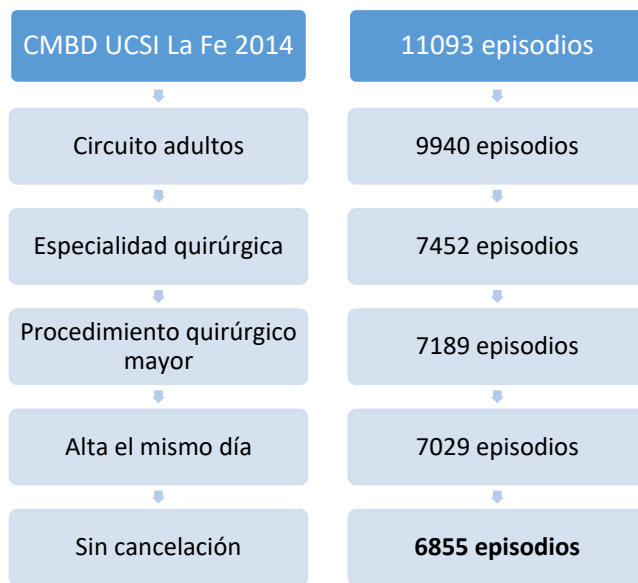 CMBD UCSI La Fe 2014
11093 episodios
Circuito adultos
9940 episodios
Especialidad quirúrgica
7452 episodios
Procedimiento quirúrgico
mayor
7189 episodios
Alta el mismo día
7029 episodios
Sin cancelación
6855 episodios